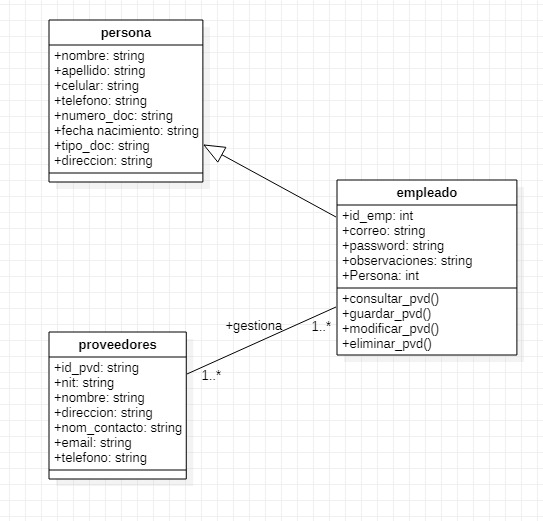 persona
+nombre: string
+apellido: string
+celular: string
+telefono: string
+numero_doc: string
+fecha nacimiento: string
+tipo_doc: string
+direccion: string
empleado
+id_emp: int
+correo: string
+password: string
+observaciones: string
+Persona: int
+consultar_pvd()
+guardar_pvd()
+modificar_pvd()
+eliminar_pvd()
+gestiona
1..*
1..*
proveedores
+id_pvd: string
+nit: string
+nombre: string
+direccion: string
+nom_contacto: string
+email: string
+telefono: string